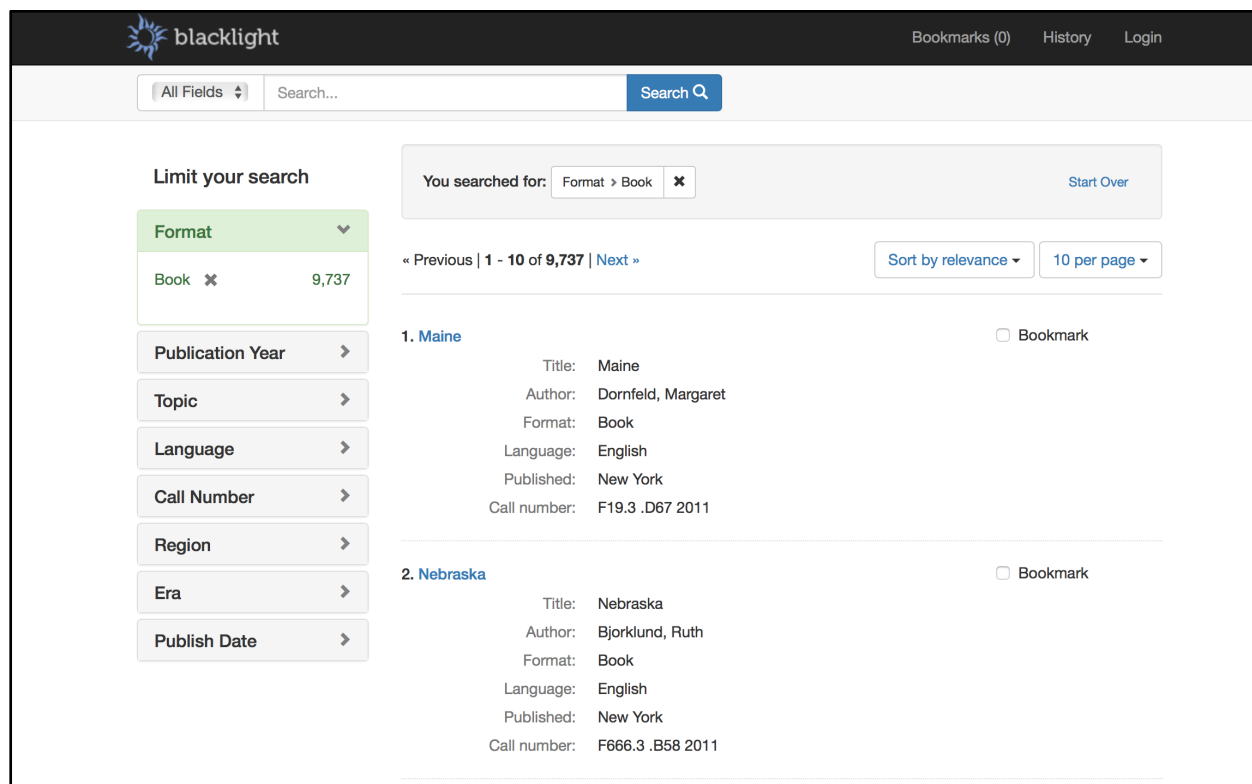 blacklight
Bookmarks (0) History Login
All Fields Search... Search
Limit your search
Format
Book ✖ 9,737
Publication Year
Topic
Language
Call Number
Region
Era
Publish Date
You searched for: Format > Book ✖ Start Over
« Previous | 1 - 10 of 9,737 | Next »
Sort by relevance
10 per page
1. Maine
Bookmark
Title: Maine
Author: Dornfeld, Margaret
Format: Book
Language: English
Published: New York
Call number: F19.3 .D67 2011
2. Nebraska
Bookmark
Title: Nebraska
Author: Bjorklund, Ruth
Format: Book
Language: English
Published: New York
Call number: F666.3 .B58 2011